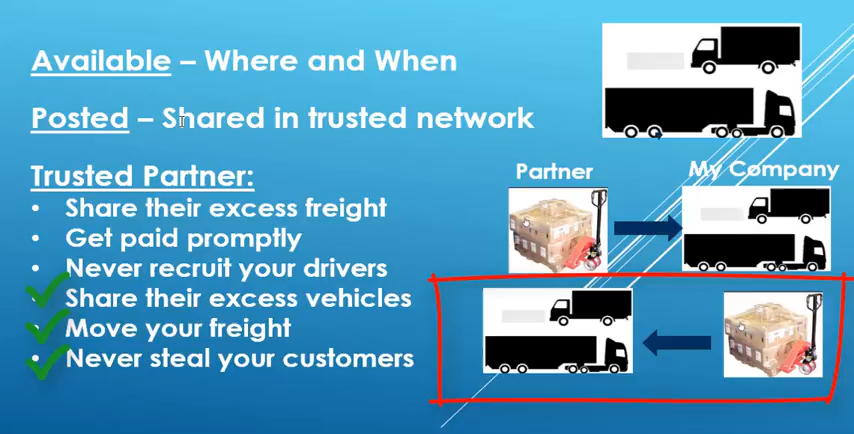 Available – Where and When
Posted – Shared in trusted network
Trusted Partner:
• Share their excess freight
• Get paid promptly
• Never recruit your drivers
• Share their excess vehicles
• Move your freight
• Never steal your customers
Partner
My Company